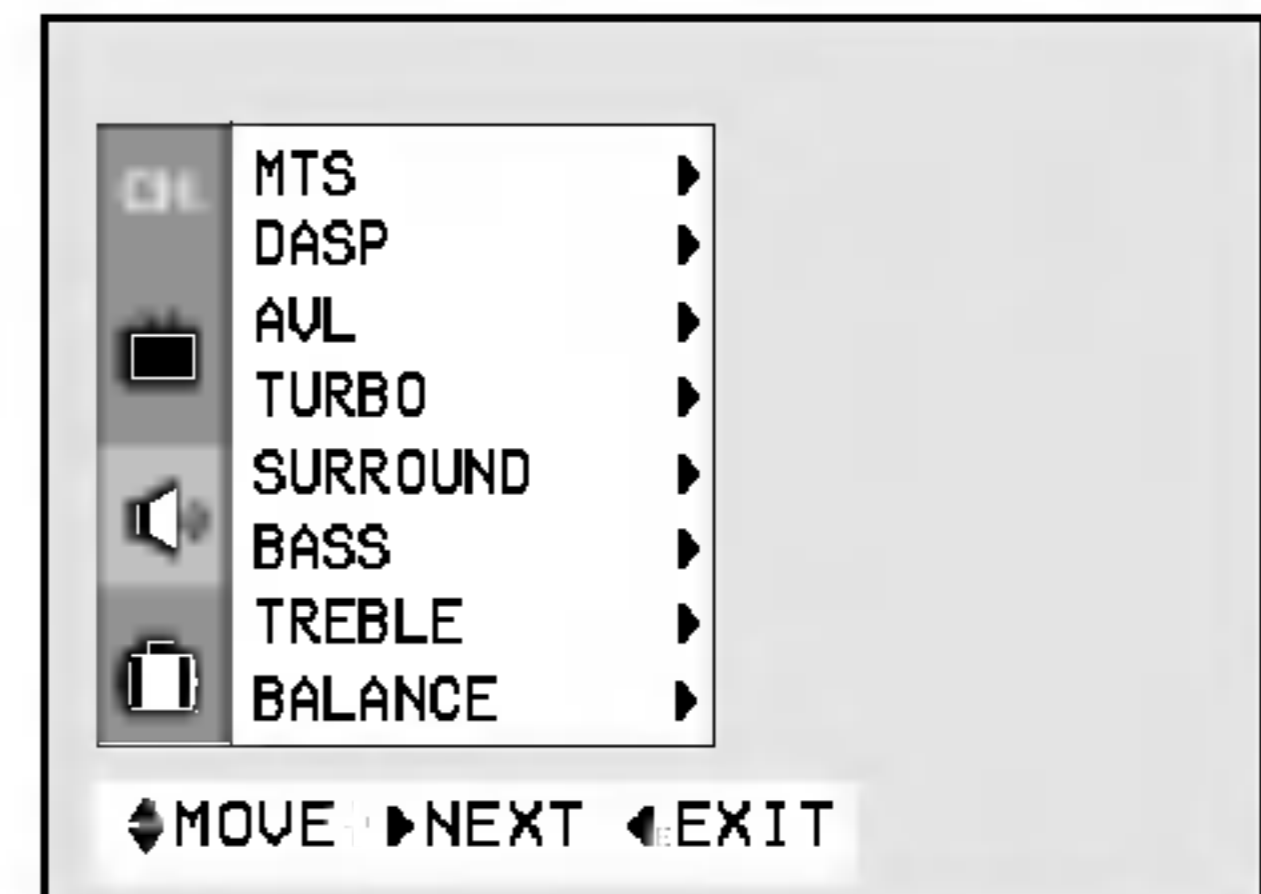 MTS
DASP
AVL
TURBO
SURROUND
BASS
TREBLE
BALANCE
MOVE NEXT EXIT